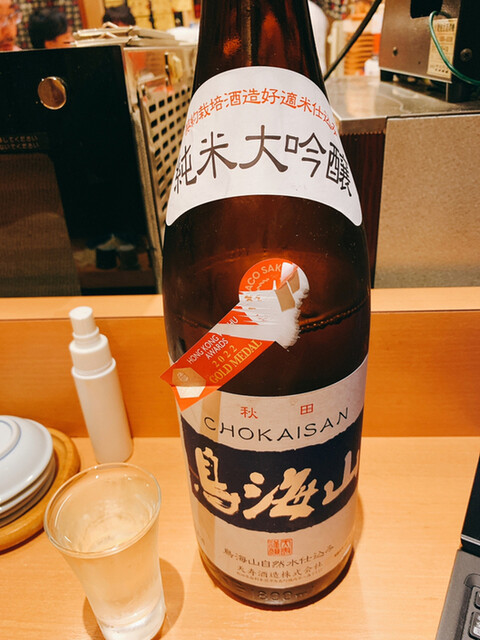 契約栽培酒造好適米仕込み
純米大吟醸
HONG KONG
AWARDS
2022
GOLD MEDAL
秋田
CHOKAISAN
鳥海山
鳥海山自然水仕込み
天寿酒造株式会社